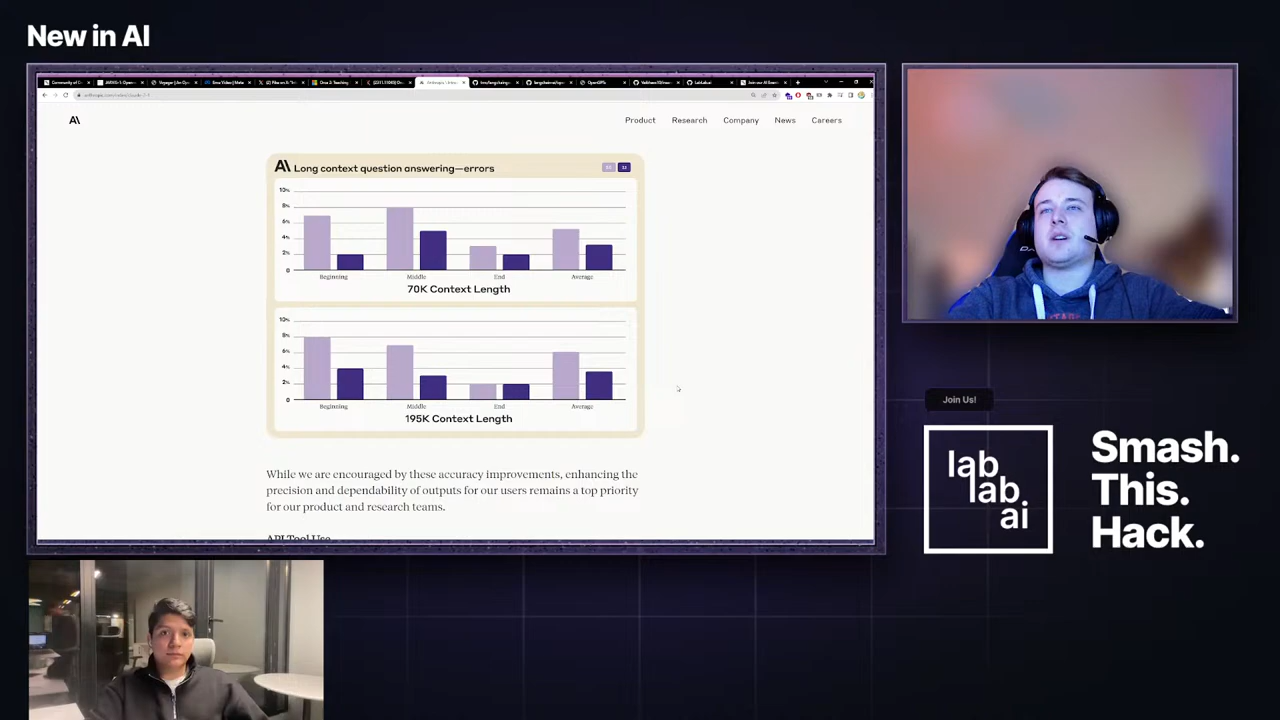 New in AI
Product Research Company News Careers
Long context question answering—errors
10%
8%
6%
4%
2%
0
Beginning Middle End Average
70K Context Length
10%
8%
6%
4%
2%
0
Beginning Middle End Average
195K Context Length
While we are encouraged by these accuracy improvements, enhancing the
precision and dependability of outputs for our users remains a top priority
for our product and research teams.
API Tool Use
Join Us!
lab
lab.
ai
Smash.
This.
Hack.